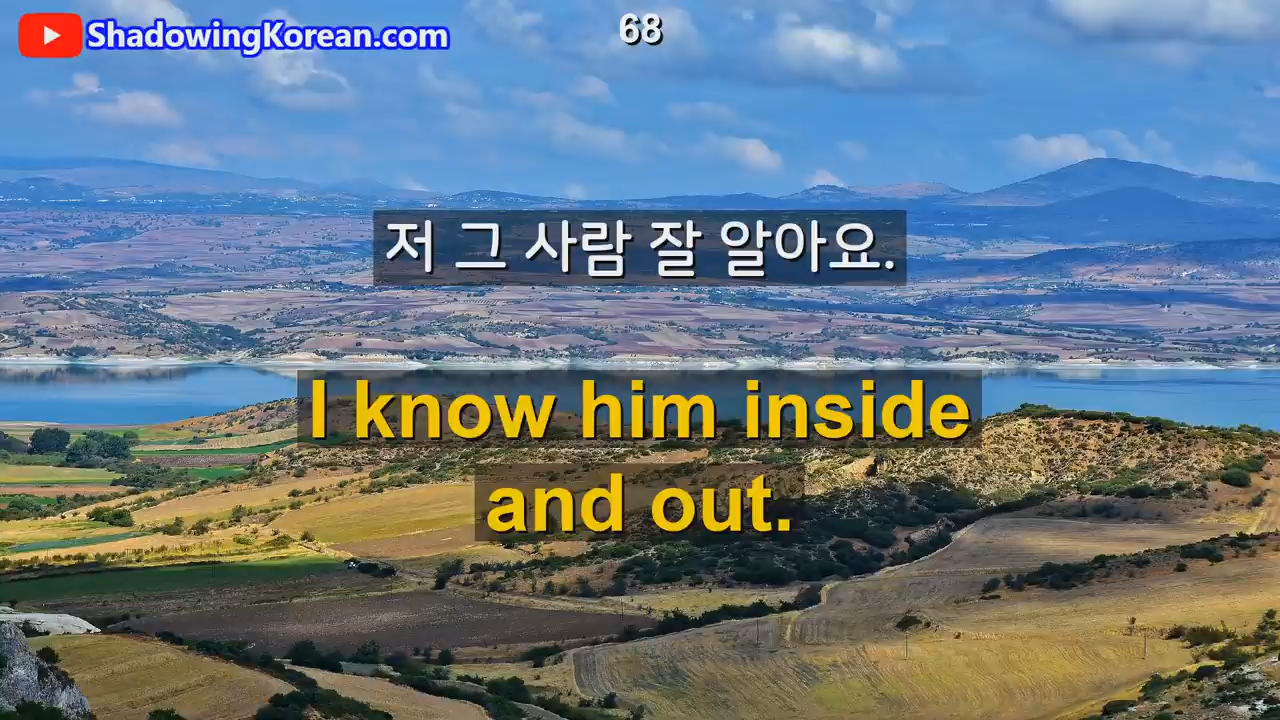 ShadowingKorean.com
68
저 그 사람 잘 알아요.
I know him inside
and out.